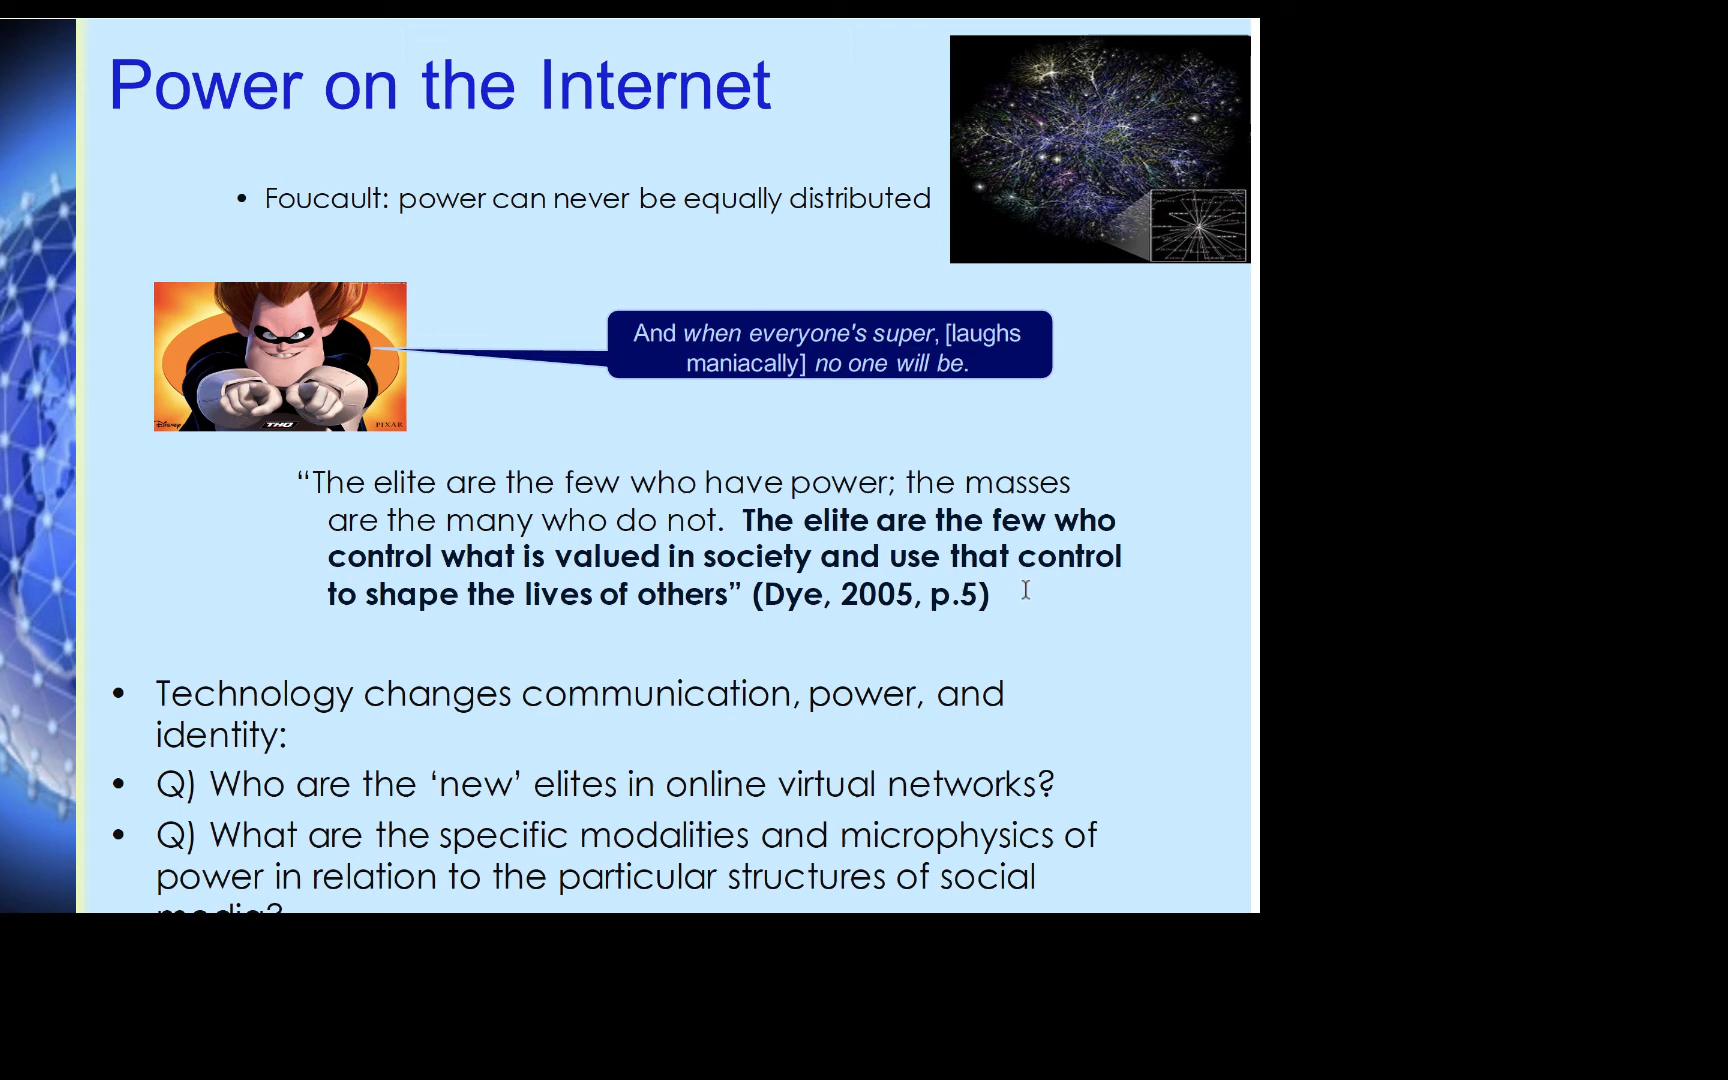 Power on the Internet
• Foucault: power can never be equally distributed
And when everyone's super, [laughs
maniacally] no one will be.
Disney
PIXAR
“The elite are the few who have power; the masses
are the many who do not. The elite are the few who
control what is valued in society and use that control
to shape the lives of others” (Dye, 2005, p.5)
• Technology changes communication, power, and
identity:
• Q) Who are the ‘new’ elites in online virtual networks?
• Q) What are the specific modalities and microphysics of
power in relation to the particular structures of social
media?